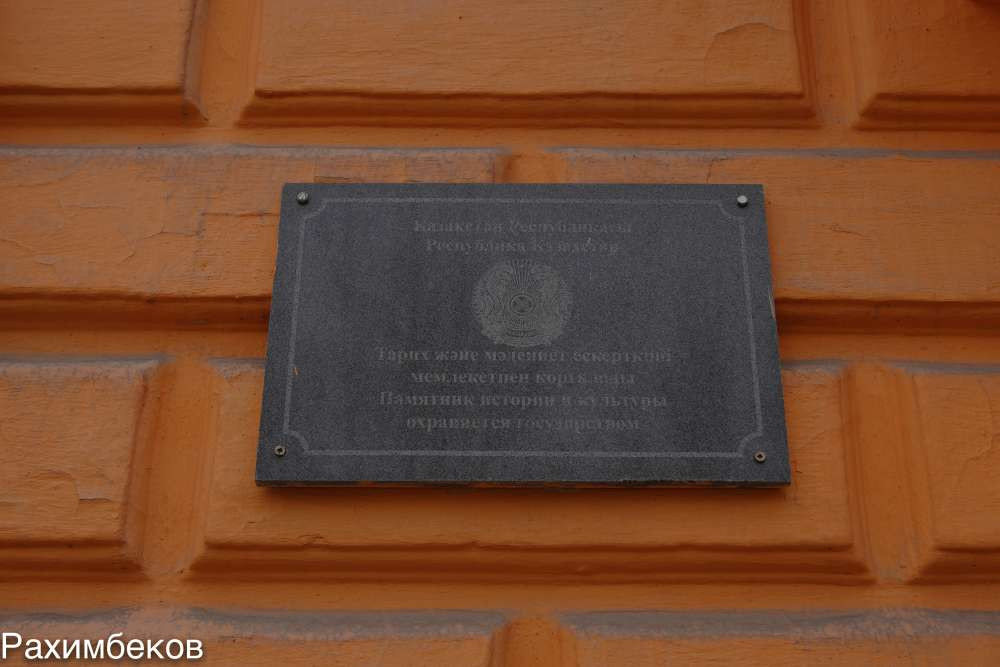 Қазақстан Республикасы
Республика Казахстан
Тарих және мәдениет ескерткіші
мемлекетпен қорғалады
Памятник истории и культуры
охраняется государством
Рахимбеков